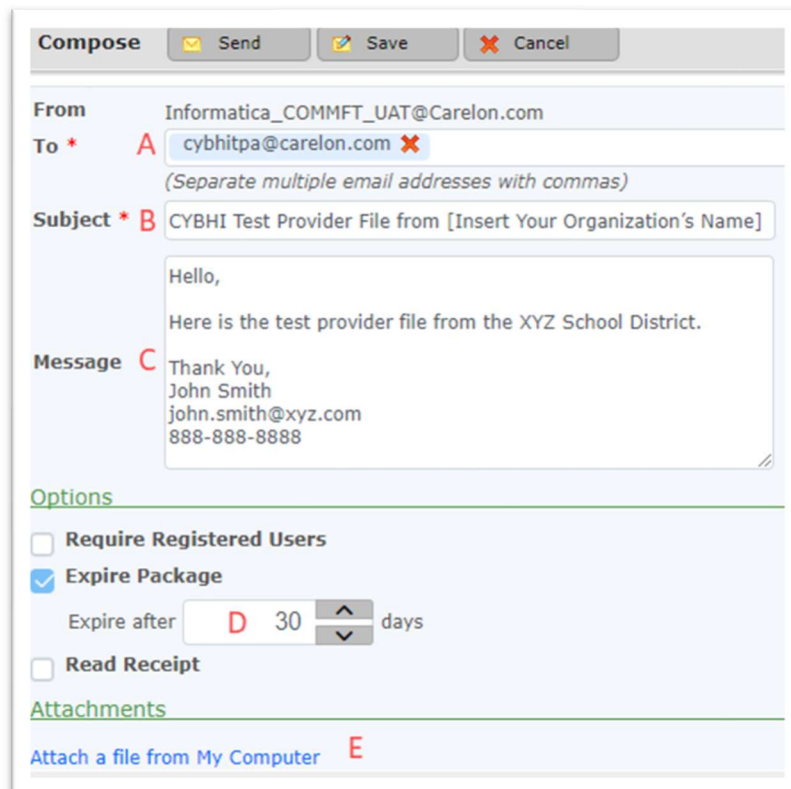 Compose Send Save Cancel
From Informatica_COMMFT_UAT@Carelon.com
To * A cybhitpa@carelon.com
(Separate multiple email addresses with commas)
Subject * B CYBHI Test Provider File from [Insert Your Organization’s Name]
Hello,
Here is the test provider file from the XYZ School District.
Message C
Thank You,
John Smith
john.smith@xyz.com
888-888-8888
Options
Require Registered Users
Expire Package
Expire after D 30 days
Read Receipt
Attachments
Attach a file from My Computer E